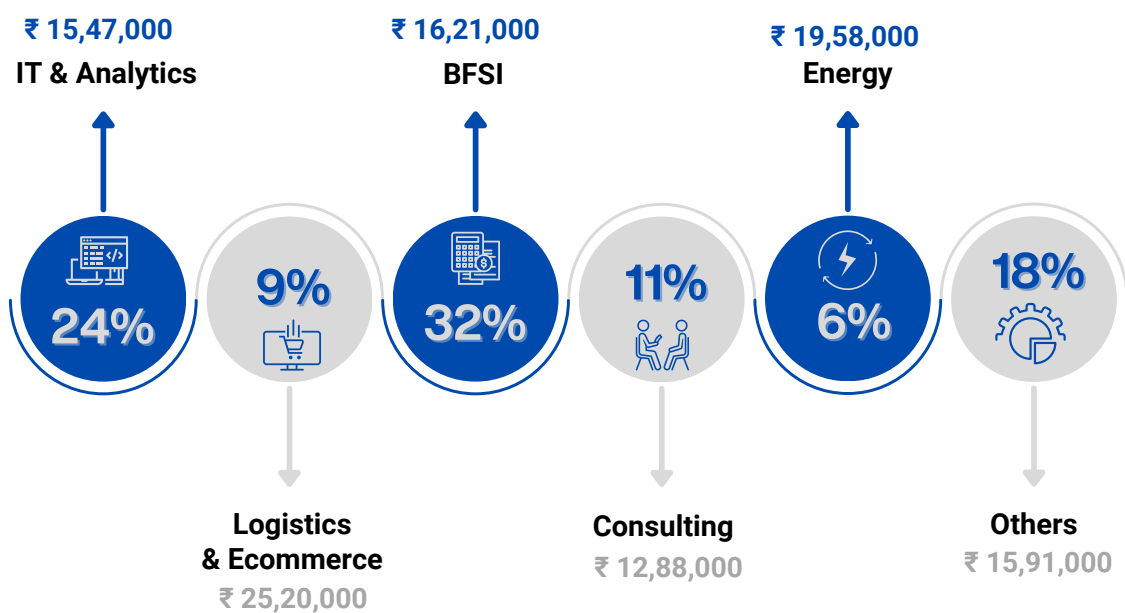 ₹ 15,47,000
IT & Analytics
₹ 16,21,000
BFSI
₹ 19,58,000
Energy
24%
9%
32%
11%
6%
18%
Logistics
& Ecommerce
₹ 25,20,000
Consulting
₹ 12,88,000
Others
₹ 15,91,000